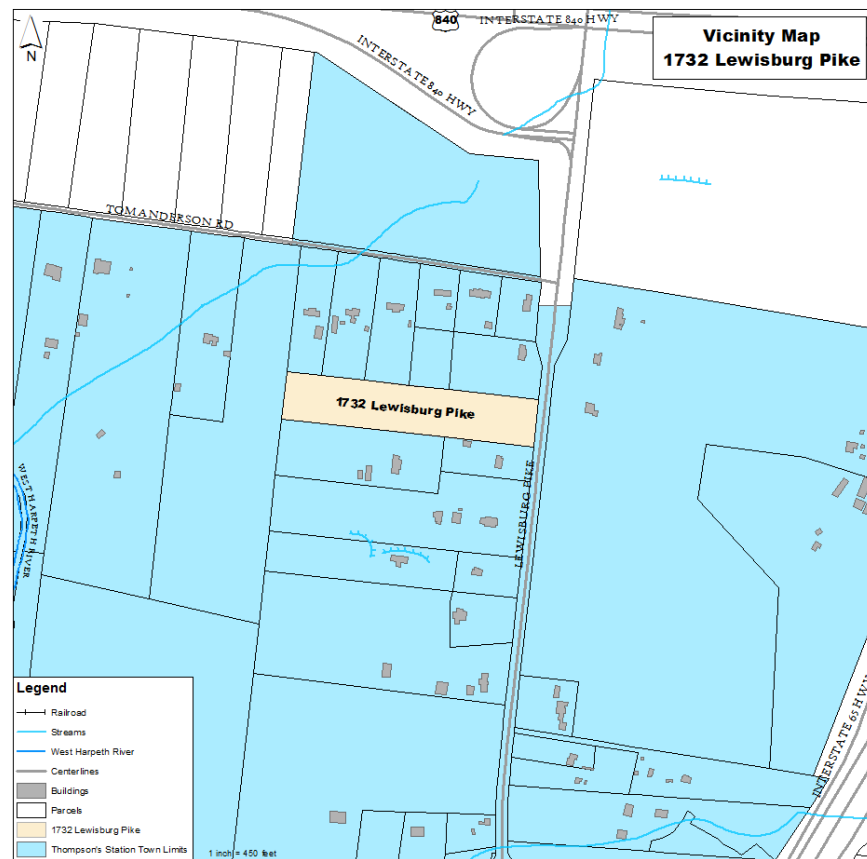 840
INTERSTATE 840 HWY
Vicinity Map
1732 Lewisburg Pike
N
INTERSTATE 840 HWY
TOM ANDERSON RD
1732 Lewisburg Pike
LEWISBURG PIKE
WEST HARPETH RIVER
INTERSTATE 65 HWY
Legend
Railroad
Streams
West Harpeth River
Centerlines
Buildings
Parcels
1732 Lewisburg Pike
Thompson's Station Town Limits
1 inch = 450 feet